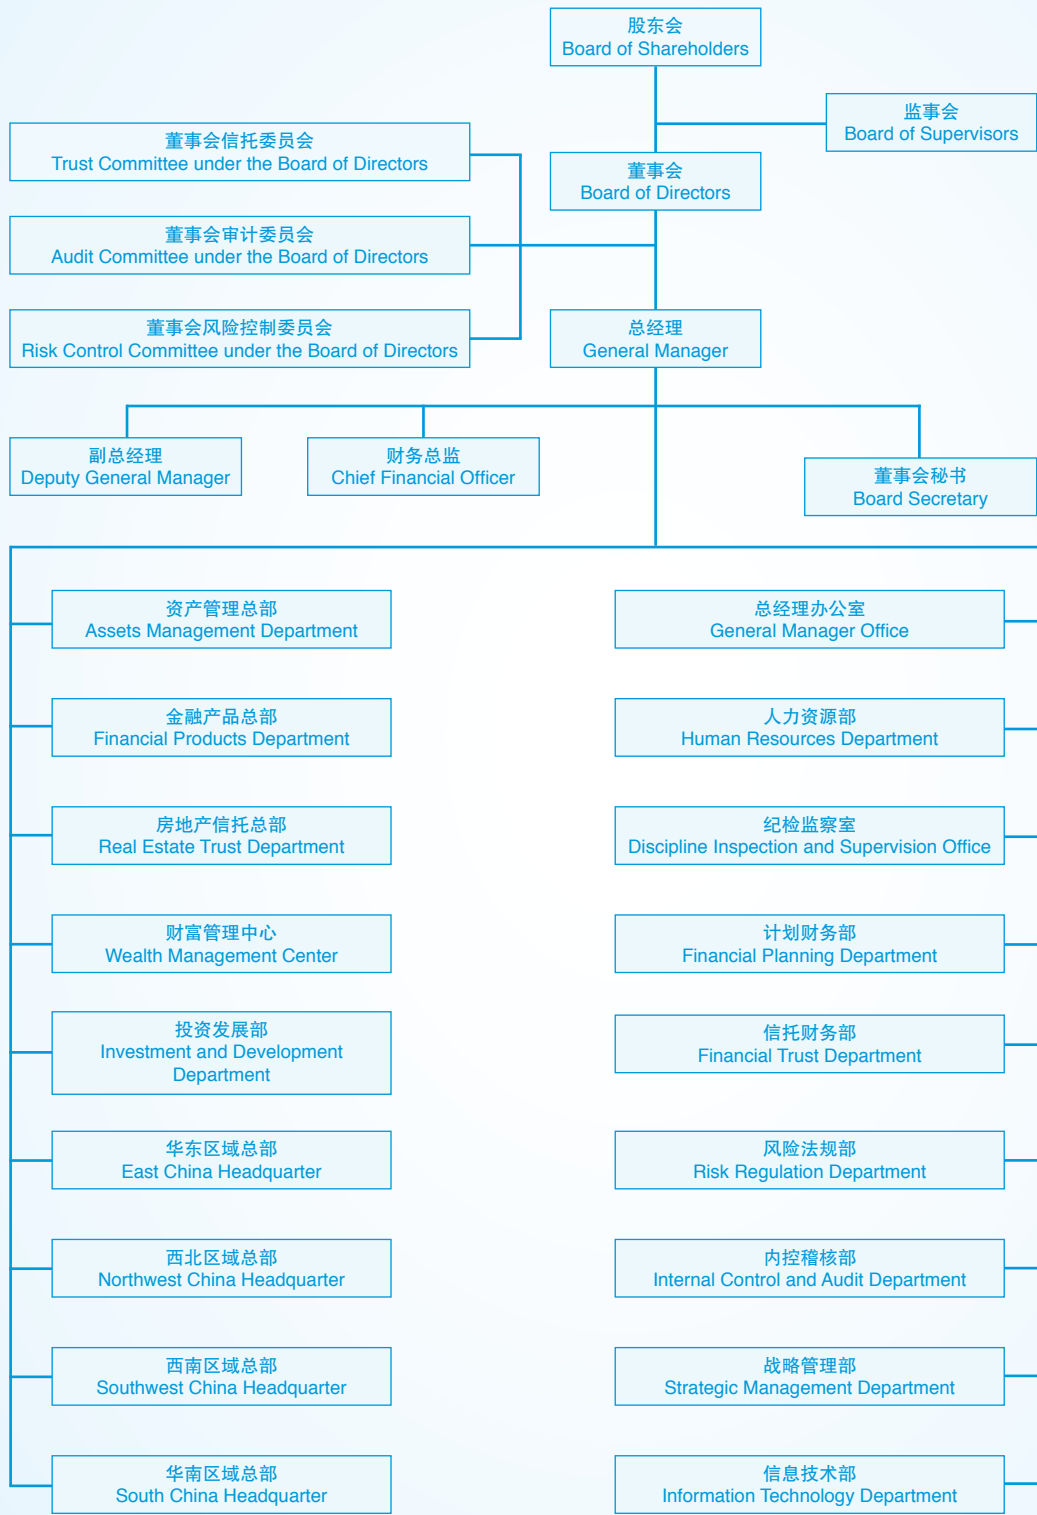 股东会
Board of Shareholders
监事会
Board of Supervisors
董事会信托委员会
Trust Committee under the Board of Directors
董事会
Board of Directors
董事会审计委员会
Audit Committee under the Board of Directors
董事会风险控制委员会
Risk Control Committee under the Board of Directors
总经理
General Manager
副总经理
Deputy General Manager
财务总监
Chief Financial Officer
董事会秘书
Board Secretary
资产管理总部
Assets Management Department
金融产品总部
Financial Products Department
房地产信托总部
Real Estate Trust Department
财富管理中心
Wealth Management Center
投资发展部
Investment and Development
Department
华东区域总部
East China Headquarter
西北区域总部
Northwest China Headquarter
西南区域总部
Southwest China Headquarter
华南区域总部
South China Headquarter
总经理办公室
General Manager Office
人力资源部
Human Resources Department
纪检监察室
Discipline Inspection and Supervision Office
计划财务部
Financial Planning Department
信托财务部
Financial Trust Department
风险法规部
Risk Regulation Department
内控稽核部
Internal Control and Audit Department
战略管理部
Strategic Management Department
信息技术部
Information Technology Department